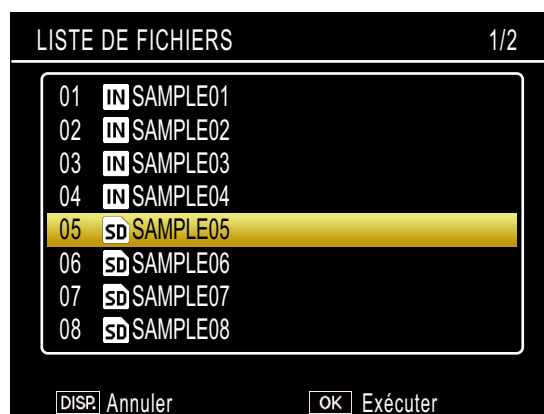 LISTE DE FICHIERS 1/2
01 IN SAMPLE01
02 IN SAMPLE02
03 IN SAMPLE03
04 IN SAMPLE04
05 SD SAMPLE05
06 SD SAMPLE06
07 SD SAMPLE07
08 SD SAMPLE08
DISP. Annuler OK Exécuter